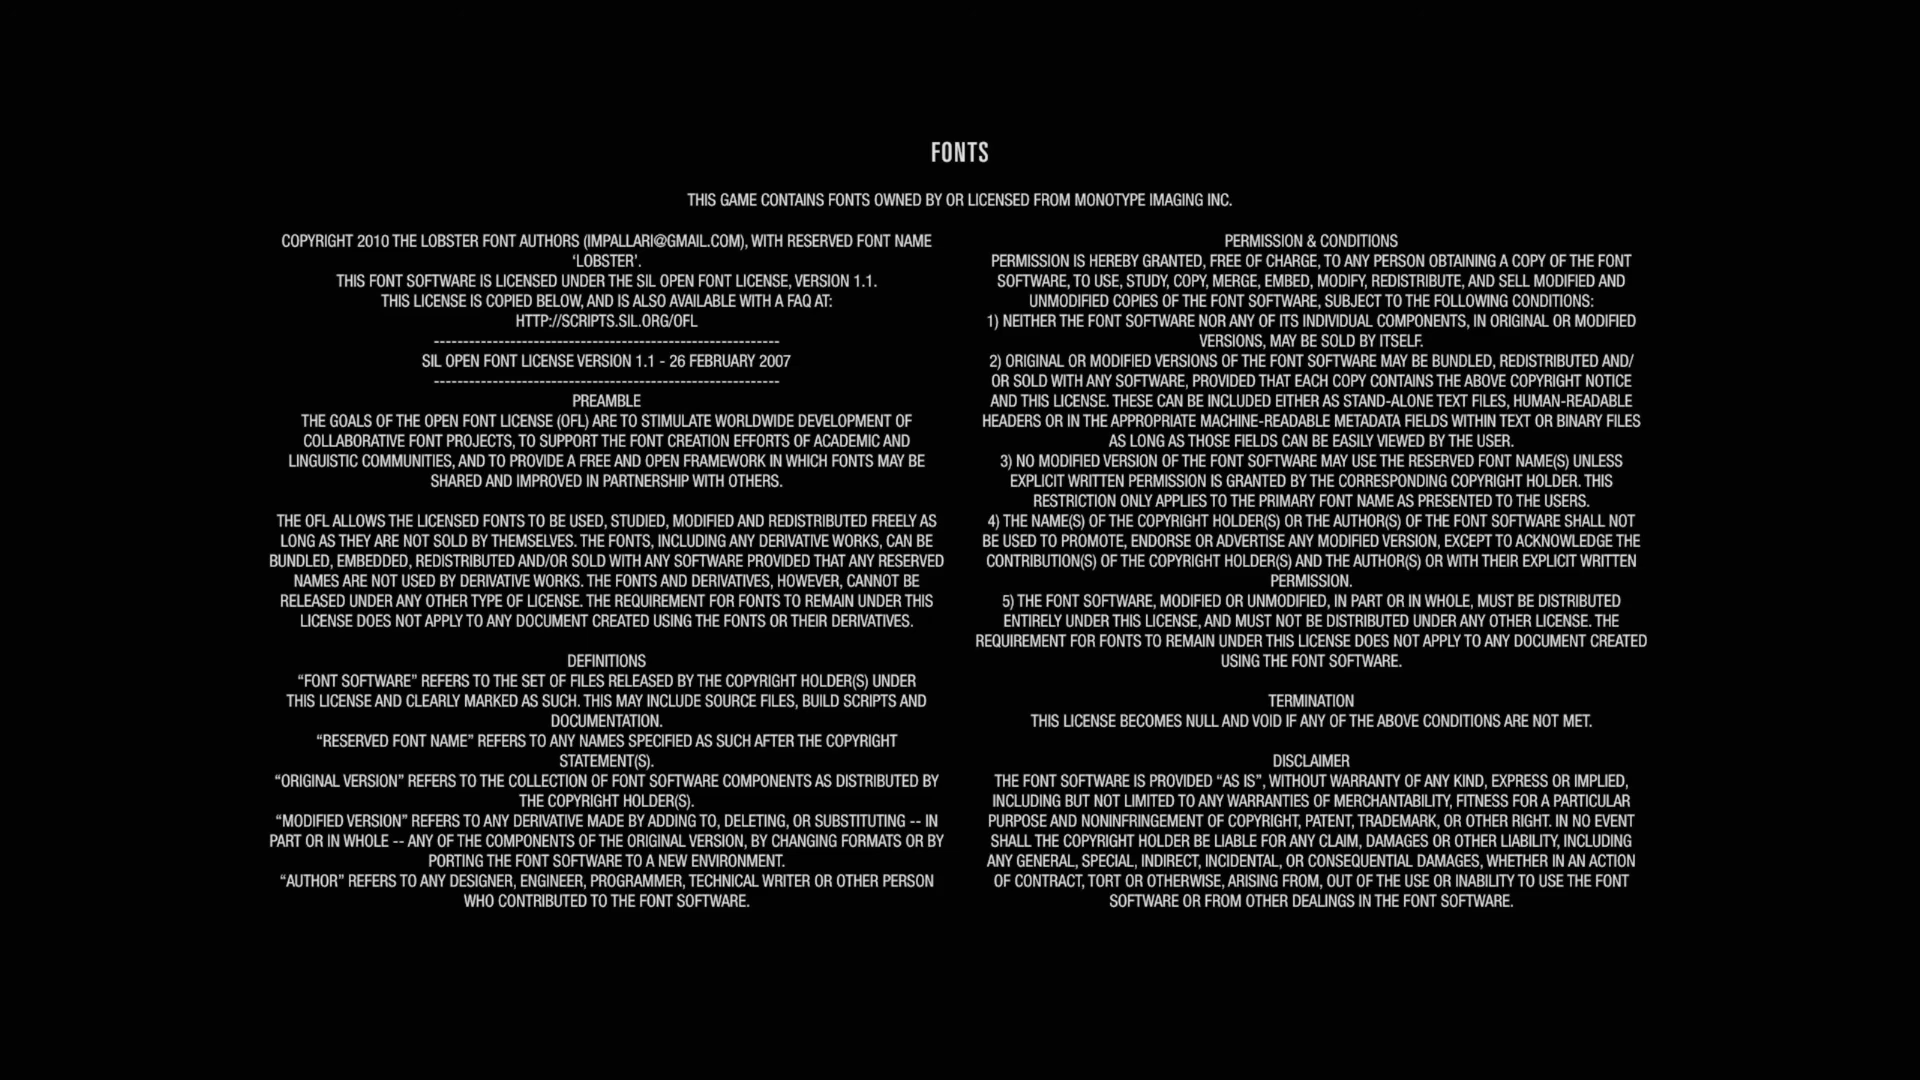 FONTS
THIS GAME CONTAINS FONTS OWNED BY OR LICENSED FROM MONOTYPE IMAGING INC.
COPYRIGHT 2010 THE LOBSTER FONT AUTHORS (IMPALLARI@GMAIL.COM), WITH RESERVED FONT NAME
‘LOBSTER’.
THIS FONT SOFTWARE IS LICENSED UNDER THE SIL OPEN FONT LICENSE, VERSION 1.1.
THIS LICENSE IS COPIED BELOW, AND IS ALSO AVAILABLE WITH A FAQ AT:
HTTP://SCRIPTS.SIL.ORG/OFL
-----------------------------------------------------------
SIL OPEN FONT LICENSE VERSION 1.1 - 26 FEBRUARY 2007
-----------------------------------------------------------
PREAMBLE
THE GOALS OF THE OPEN FONT LICENSE (OFL) ARE TO STIMULATE WORLDWIDE DEVELOPMENT OF
COLLABORATIVE FONT PROJECTS, TO SUPPORT THE FONT CREATION EFFORTS OF ACADEMIC AND
LINGUISTIC COMMUNITIES, AND TO PROVIDE A FREE AND OPEN FRAMEWORK IN WHICH FONTS MAY BE
SHARED AND IMPROVED IN PARTNERSHIP WITH OTHERS.
THE OFL ALLOWS THE LICENSED FONTS TO BE USED, STUDIED, MODIFIED AND REDISTRIBUTED FREELY AS
LONG AS THEY ARE NOT SOLD BY THEMSELVES. THE FONTS, INCLUDING ANY DERIVATIVE WORKS, CAN BE
BUNDLED, EMBEDDED, REDISTRIBUTED AND/OR SOLD WITH ANY SOFTWARE PROVIDED THAT ANY RESERVED
NAMES ARE NOT USED BY DERIVATIVE WORKS. THE FONTS AND DERIVATIVES, HOWEVER, CANNOT BE
RELEASED UNDER ANY OTHER TYPE OF LICENSE. THE REQUIREMENT FOR FONTS TO REMAIN UNDER THIS
LICENSE DOES NOT APPLY TO ANY DOCUMENT CREATED USING THE FONTS OR THEIR DERIVATIVES.
DEFINITIONS
“FONT SOFTWARE” REFERS TO THE SET OF FILES RELEASED BY THE COPYRIGHT HOLDER(S) UNDER
THIS LICENSE AND CLEARLY MARKED AS SUCH. THIS MAY INCLUDE SOURCE FILES, BUILD SCRIPTS AND
DOCUMENTATION.
“RESERVED FONT NAME” REFERS TO ANY NAMES SPECIFIED AS SUCH AFTER THE COPYRIGHT
STATEMENT(S).
“ORIGINAL VERSION” REFERS TO THE COLLECTION OF FONT SOFTWARE COMPONENTS AS DISTRIBUTED BY
THE COPYRIGHT HOLDER(S).
“MODIFIED VERSION” REFERS TO ANY DERIVATIVE MADE BY ADDING TO, DELETING, OR SUBSTITUTING -- IN
PART OR IN WHOLE -- ANY OF THE COMPONENTS OF THE ORIGINAL VERSION, BY CHANGING FORMATS OR BY
PORTING THE FONT SOFTWARE TO A NEW ENVIRONMENT.
“AUTHOR” REFERS TO ANY DESIGNER, ENGINEER, PROGRAMMER, TECHNICAL WRITER OR OTHER PERSON
WHO CONTRIBUTED TO THE FONT SOFTWARE.
PERMISSION & CONDITIONS
PERMISSION IS HEREBY GRANTED, FREE OF CHARGE, TO ANY PERSON OBTAINING A COPY OF THE FONT
SOFTWARE, TO USE, STUDY, COPY, MERGE, EMBED, MODIFY, REDISTRIBUTE, AND SELL MODIFIED AND
UNMODIFIED COPIES OF THE FONT SOFTWARE, SUBJECT TO THE FOLLOWING CONDITIONS:
1) NEITHER THE FONT SOFTWARE NOR ANY OF ITS INDIVIDUAL COMPONENTS, IN ORIGINAL OR MODIFIED
VERSIONS, MAY BE SOLD BY ITSELF.
2) ORIGINAL OR MODIFIED VERSIONS OF THE FONT SOFTWARE MAY BE BUNDLED, REDISTRIBUTED AND/
OR SOLD WITH ANY SOFTWARE, PROVIDED THAT EACH COPY CONTAINS THE ABOVE COPYRIGHT NOTICE
AND THIS LICENSE. THESE CAN BE INCLUDED EITHER AS STAND-ALONE TEXT FILES, HUMAN-READABLE
HEADERS OR IN THE APPROPRIATE MACHINE-READABLE METADATA FIELDS WITHIN TEXT OR BINARY FILES
AS LONG AS THOSE FIELDS CAN BE EASILY VIEWED BY THE USER.
3) NO MODIFIED VERSION OF THE FONT SOFTWARE MAY USE THE RESERVED FONT NAME(S) UNLESS
EXPLICIT WRITTEN PERMISSION IS GRANTED BY THE CORRESPONDING COPYRIGHT HOLDER. THIS
RESTRICTION ONLY APPLIES TO THE PRIMARY FONT NAME AS PRESENTED TO THE USERS.
4) THE NAME(S) OF THE COPYRIGHT HOLDER(S) OR THE AUTHOR(S) OF THE FONT SOFTWARE SHALL NOT
BE USED TO PROMOTE, ENDORSE OR ADVERTISE ANY MODIFIED VERSION, EXCEPT TO ACKNOWLEDGE THE
CONTRIBUTION(S) OF THE COPYRIGHT HOLDER(S) AND THE AUTHOR(S) OR WITH THEIR EXPLICIT WRITTEN
PERMISSION.
5) THE FONT SOFTWARE, MODIFIED OR UNMODIFIED, IN PART OR IN WHOLE, MUST BE DISTRIBUTED
ENTIRELY UNDER THIS LICENSE, AND MUST NOT BE DISTRIBUTED UNDER ANY OTHER LICENSE. THE
REQUIREMENT FOR FONTS TO REMAIN UNDER THIS LICENSE DOES NOT APPLY TO ANY DOCUMENT CREATED
USING THE FONT SOFTWARE.
TERMINATION
THIS LICENSE BECOMES NULL AND VOID IF ANY OF THE ABOVE CONDITIONS ARE NOT MET.
DISCLAIMER
THE FONT SOFTWARE IS PROVIDED “AS IS”, WITHOUT WARRANTY OF ANY KIND, EXPRESS OR IMPLIED,
INCLUDING BUT NOT LIMITED TO ANY WARRANTIES OF MERCHANTABILITY, FITNESS FOR A PARTICULAR
PURPOSE AND NONINFRINGEMENT OF COPYRIGHT, PATENT, TRADEMARK, OR OTHER RIGHT. IN NO EVENT
SHALL THE COPYRIGHT HOLDER BE LIABLE FOR ANY CLAIM, DAMAGES OR OTHER LIABILITY, INCLUDING
ANY GENERAL, SPECIAL, INDIRECT, INCIDENTAL, OR CONSEQUENTIAL DAMAGES, WHETHER IN AN ACTION
OF CONTRACT, TORT OR OTHERWISE, ARISING FROM, OUT OF THE USE OR INABILITY TO USE THE FONT
SOFTWARE OR FROM OTHER DEALINGS IN THE FONT SOFTWARE.